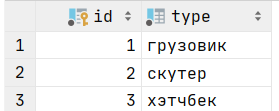 id type
1 1 грузовик
2 2 скутер
3 3 хэтчбек